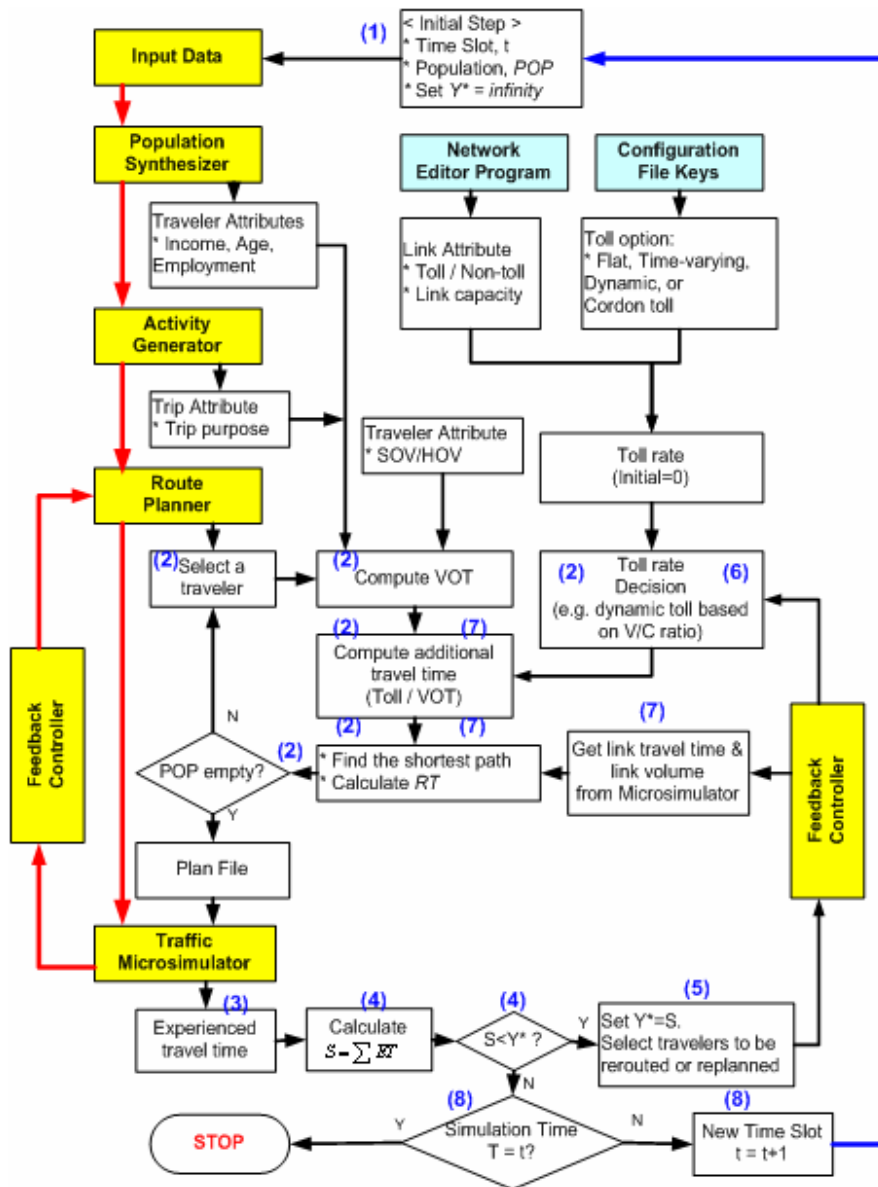 (1)
< Initial Step >
* Time Slot, t
* Population, POP
* Set Y* = infinity
Input Data
Population
Synthesizer
Network
Editor Program
Configuration
File Keys
Traveler Attributes
* Income, Age,
Employment
Link Attribute
* Toll / Non-toll
* Link capacity
Toll option:
* Flat, Time-varying,
Dynamic, or
Cordon toll
Activity
Generator
Trip Attribute
* Trip purpose
Traveler Attribute
* SOV/HOV
Toll rate
(Initial=0)
Route
Planner
(2)
Select a
traveler
(2)
Compute VOT
(2) (6)
Toll rate
Decision
(e.g. dynamic toll based
on V/C ratio)
(2) (7)
Compute additional
travel time
(Toll / VOT)
Feedback
Controller
N
POP empty?
Y
(2)
(2) (7)
* Find the shortest path
* Calculate RT
(7)
Get link travel time &
link volume
from Microsimulator
Feedback
Controller
Plan File
Traffic
Microsimulator
(3)
Experienced
travel time
(4)
Calculate
S = ∑ ET
(4)
S<Y* ?
Y
N
(5)
Set Y*=S.
Select travelers to be
rerouted or replanned
STOP
Y
(8)
Simulation Time
T = t?
N
(8)
New Time Slot
t = t+1